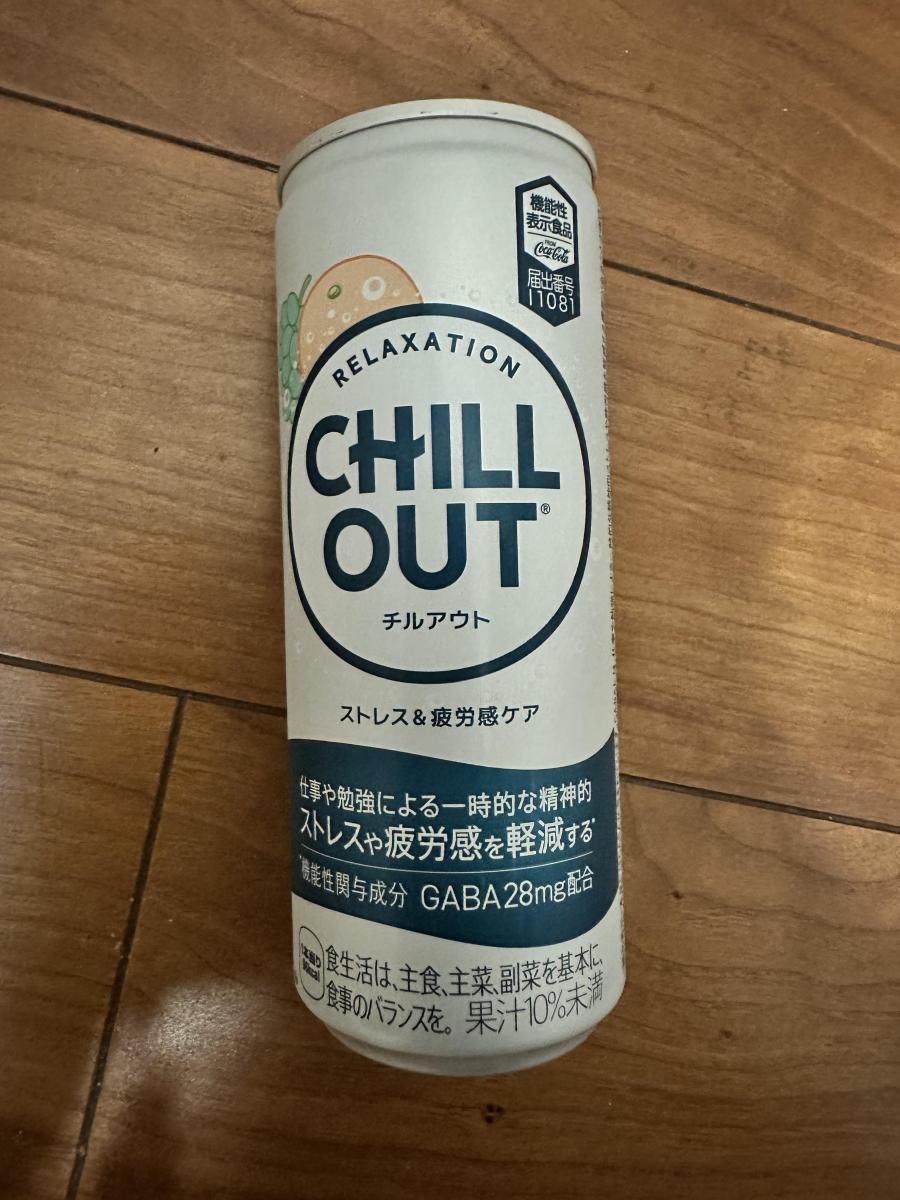 機能性
表示食品
FROM
Coca-Cola
届出番号
I1081
RELAXATION
CHILL
OUT®
チルアウト
ストレス&疲労感ケア
仕事や勉強による一時的な精神的
ストレスや疲労感を軽減する*
*機能性関与成分 GABA28mg配合
1本当り
食生活は、主食、主菜、副菜を基本に、
食事のバランスを。 果汁10%未満